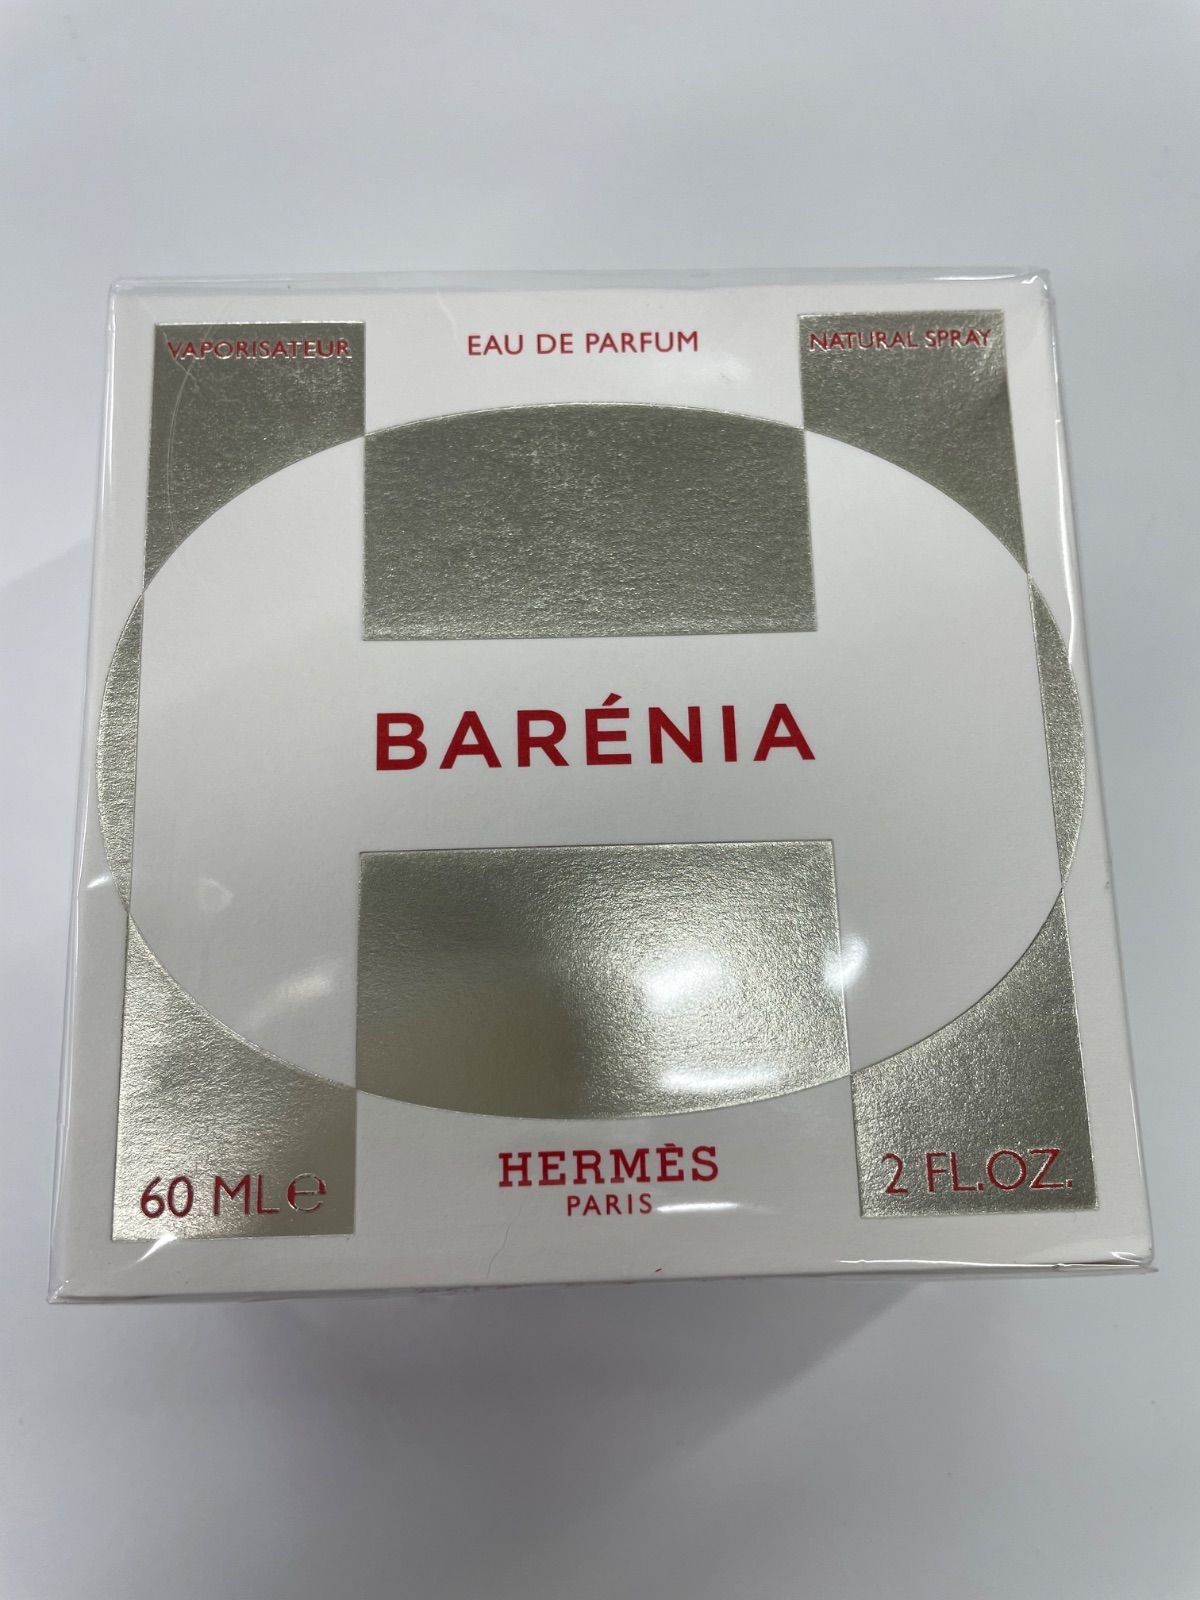 VAPORISATEUR
EAU DE PARFUM
NATURAL SPRAY
BARÉNIA
60 ML ℮
HERMÈS
PARIS
2 FL.OZ.